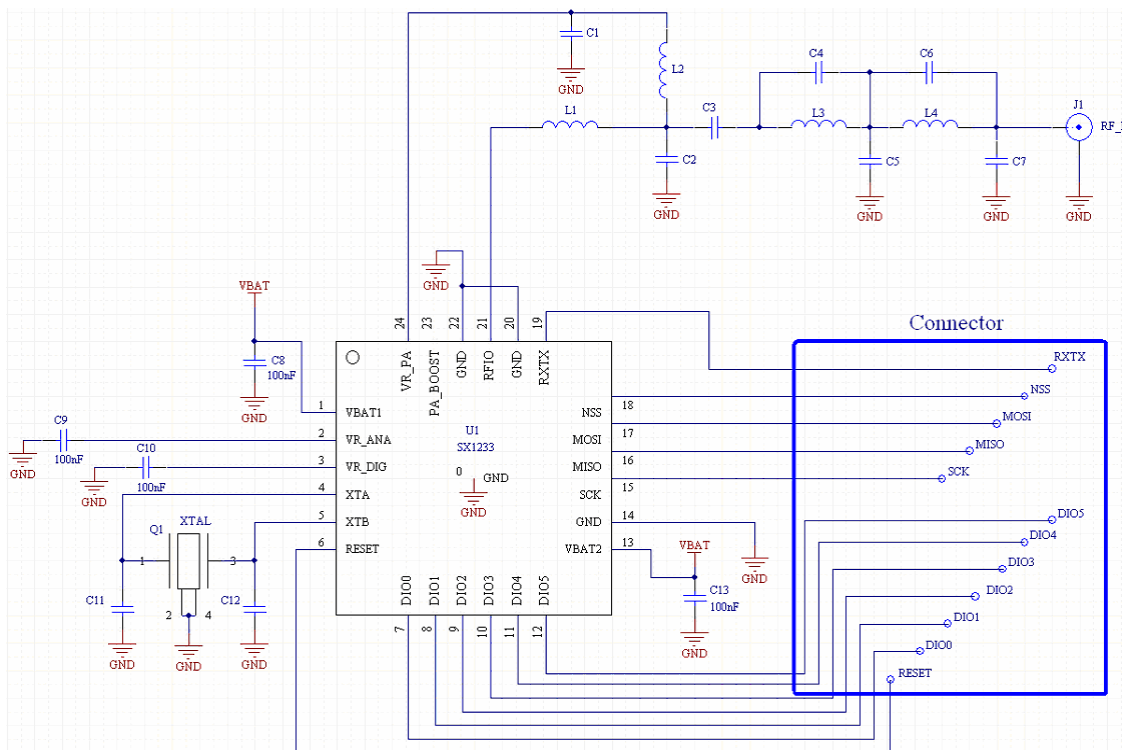 C1
GND
L2
C4
C6
L1
C3
L3
L4
J1
RF_
C2
C5
C7
GND
GND
GND
GND
GND
VBAT
24
23
22
21
20
19
VR_PA
PA_BOOST
GND
RFIO
GND
RXTX
Connector
RXTX
C8
100nF
GND
1
VBAT1
NSS
18
NSS
C9
100nF
GND
2
VR_ANA
U1
SX1233
MOSI
17
MOSI
C10
100nF
GND
3
VR_DIG
0
GND
GND
MISO
16
MISO
4
XTA
SCK
15
SCK
XTAL
Q1
1
3
2
4
5
XTB
GND
14
GND
DIO5
6
RESET
VBAT2
13
VBAT
C13
100nF
GND
DIO4
DIO3
DIO2
DIO1
DIO0
RESET
C11
C12
GND
GND
GND
DIO0
DIO1
DIO2
DIO3
DIO4
DIO5
7
8
9
10
11
12